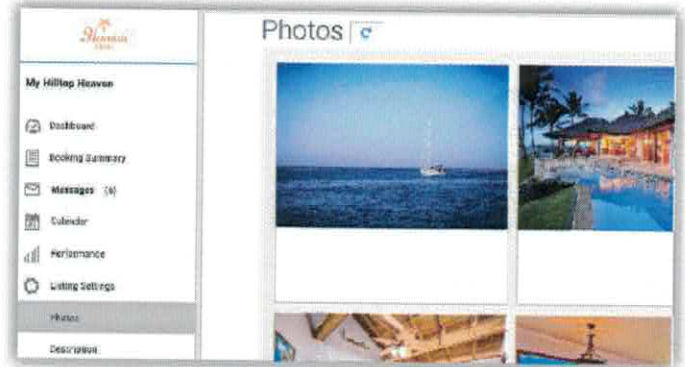 Photos
My Hilltop Heaven
Dashboard
Booking Summary
Messages (6)
Calendar
Performance
Listing Settings
Photos
Description